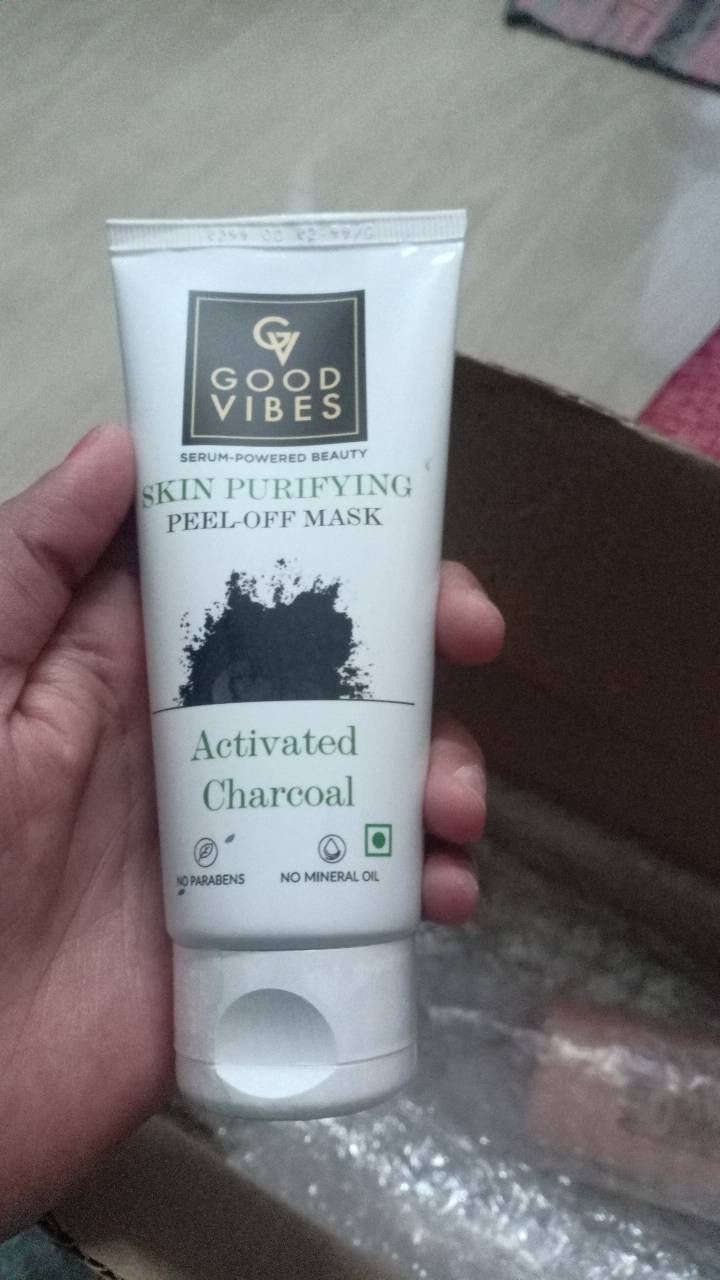 GV
GOOD
VIBES
SERUM-POWERED BEAUTY
SKIN PURIFYING
PEEL-OFF MASK
Activated
Charcoal
NO PARABENS
NO MINERAL OIL